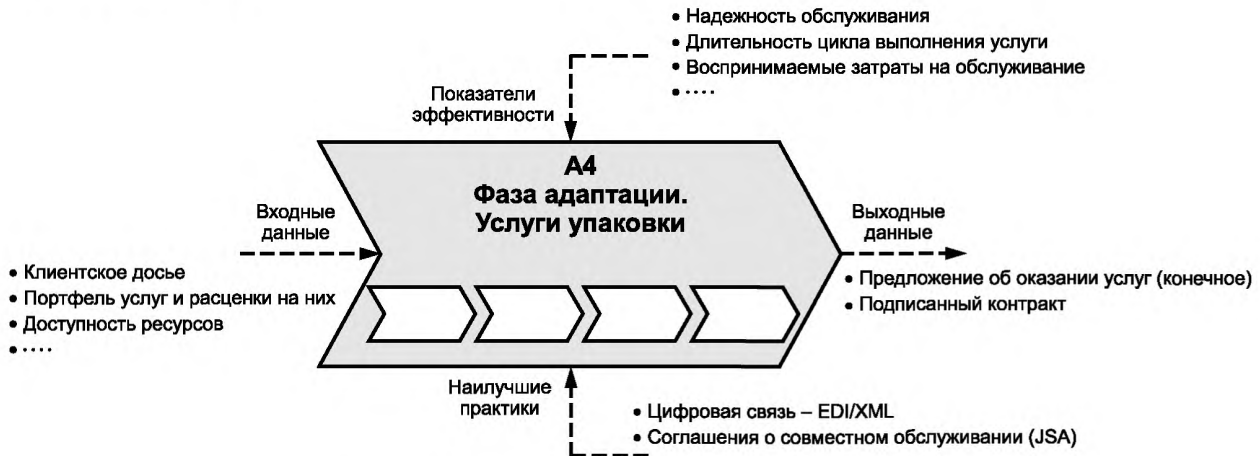 • Надежность обслуживания
• Длительность цикла выполнения услуги
• Воспринимаемые затраты на обслуживание
• ····
Показатели
эффективности
А4
Фаза адаптации.
Услуги упаковки
Входные
данные
• Клиентское досье
• Портфель услуг и расценки на них
• Доступность ресурсов
• ····
Выходные
данные
• Предложение об оказании услуг (конечное)
• Подписанный контракт
Наилучшие
практики
• Цифровая связь – EDI/XML
• Соглашения о совместном обслуживании (JSA)